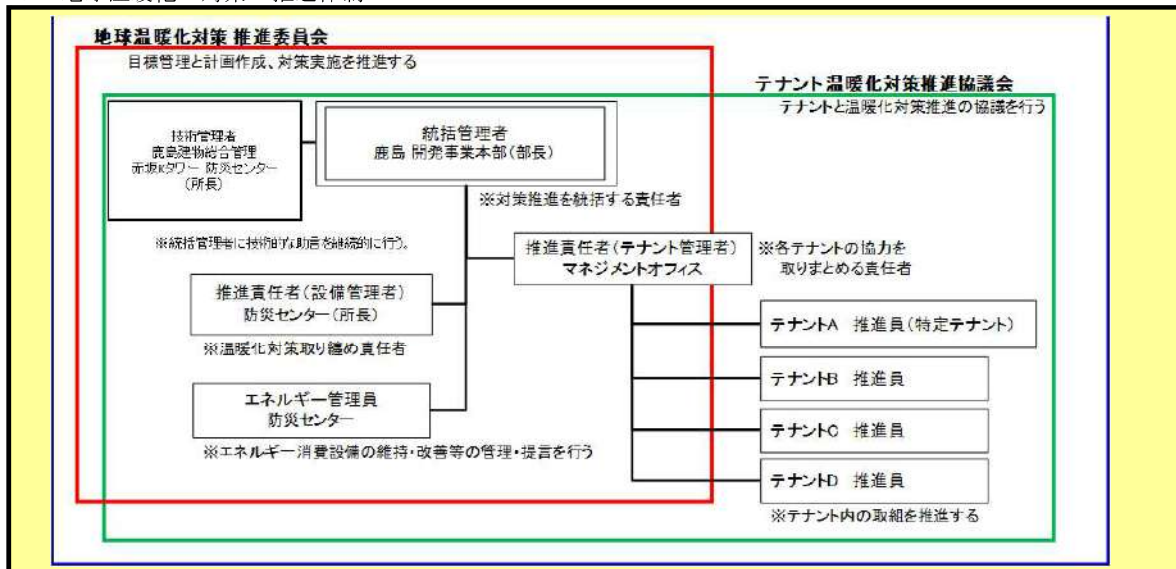 地球温暖化対策 推進委員会
目標管理と計画作成、対策実施を推進する
テナント温暖化対策推進協議会
テナントと温暖化対策推進の協議を行う
技術管理者
鹿島建物総合管理
赤坂Kタワー 防災センター
(所長)
統括管理者
鹿島 開発事業本部(部長)
※対策推進を統括する責任者
※統括管理者に技術的な助言を継続的に行う。
推進責任者(テナント管理者)
マネジメントオフィス
※各テナントの協力を
取りまとめる責任者
推進責任者(設備管理者)
防災センター(所長)
※温暖化対策取り纏め責任者
テナントA 推進員(特定テナント)
テナントB 推進員
エネルギー管理員
防災センター
テナントC 推進員
※エネルギー消費設備の維持・改善等の管理・提言を行う
テナントD 推進員
※テナント内の取組を推進する